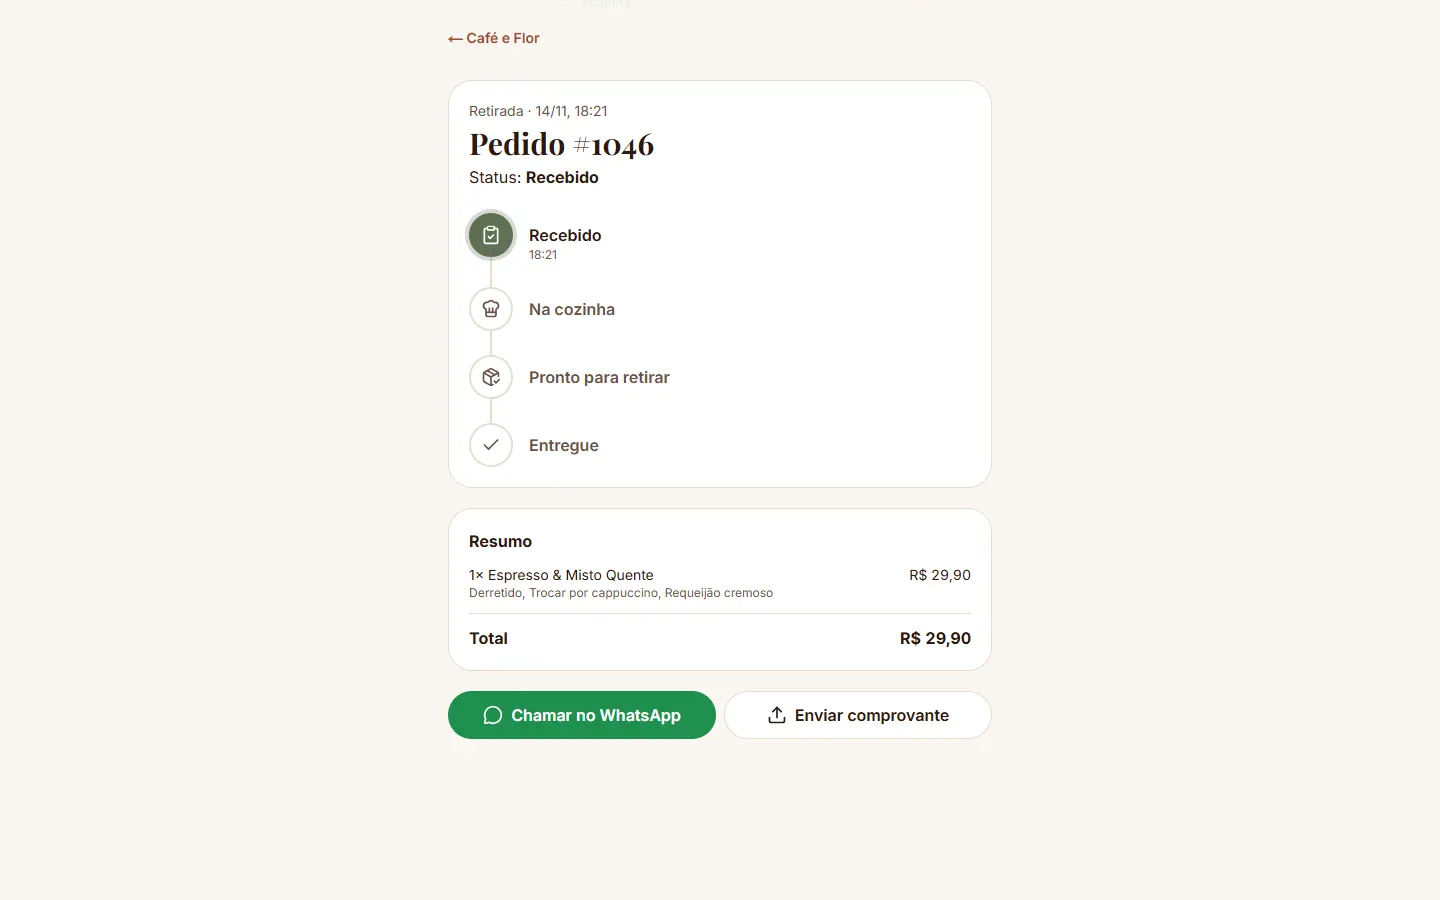 ← Café e Flor
Retirada · 14/11, 18:21
Pedido #1046
Status: Recebido
Recebido
18:21
Na cozinha
Pronto para retirar
Entregue
Resumo
1× Espresso & Misto Quente R$ 29,90
Derretido, Trocar por cappuccino, Requeijão cremoso
Total R$ 29,90
Chamar no WhatsApp
Enviar comprovante